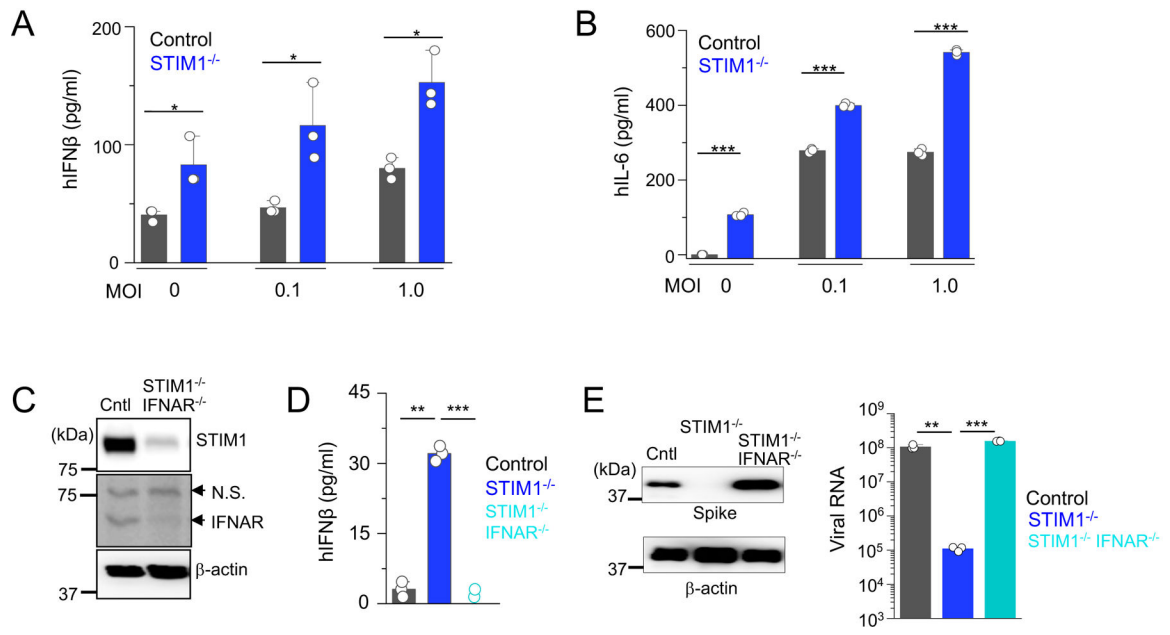 A
hIFNβ (pg/ml)
200
100
0
Control
STIM1⁻/⁻
*
*
*
MOI 0 0.1 1.0
B
hIL-6 (pg/ml)
600
400
200
0
Control
STIM1⁻/⁻
***
***
***
MOI 0 0.1 1.0
C
Cntl
STIM1⁻/⁻
IFNAR⁻/⁻
(kDa)
STIM1
75
75
N.S.
IFNAR
β-actin
37
D
hIFNβ (pg/ml)
45
30
15
0
** ***
Control
STIM1⁻/⁻
STIM1⁻/⁻
IFNAR⁻/⁻
E
STIM1⁻/⁻
Cntl
STIM1⁻/⁻
IFNAR⁻/⁻
(kDa)
37
Spike
37
β-actin
Viral RNA
10⁹
10⁸
10⁷
10⁶
10⁵
10⁴
10³
** ***
Control
STIM1⁻/⁻
STIM1⁻/⁻ IFNAR⁻/⁻